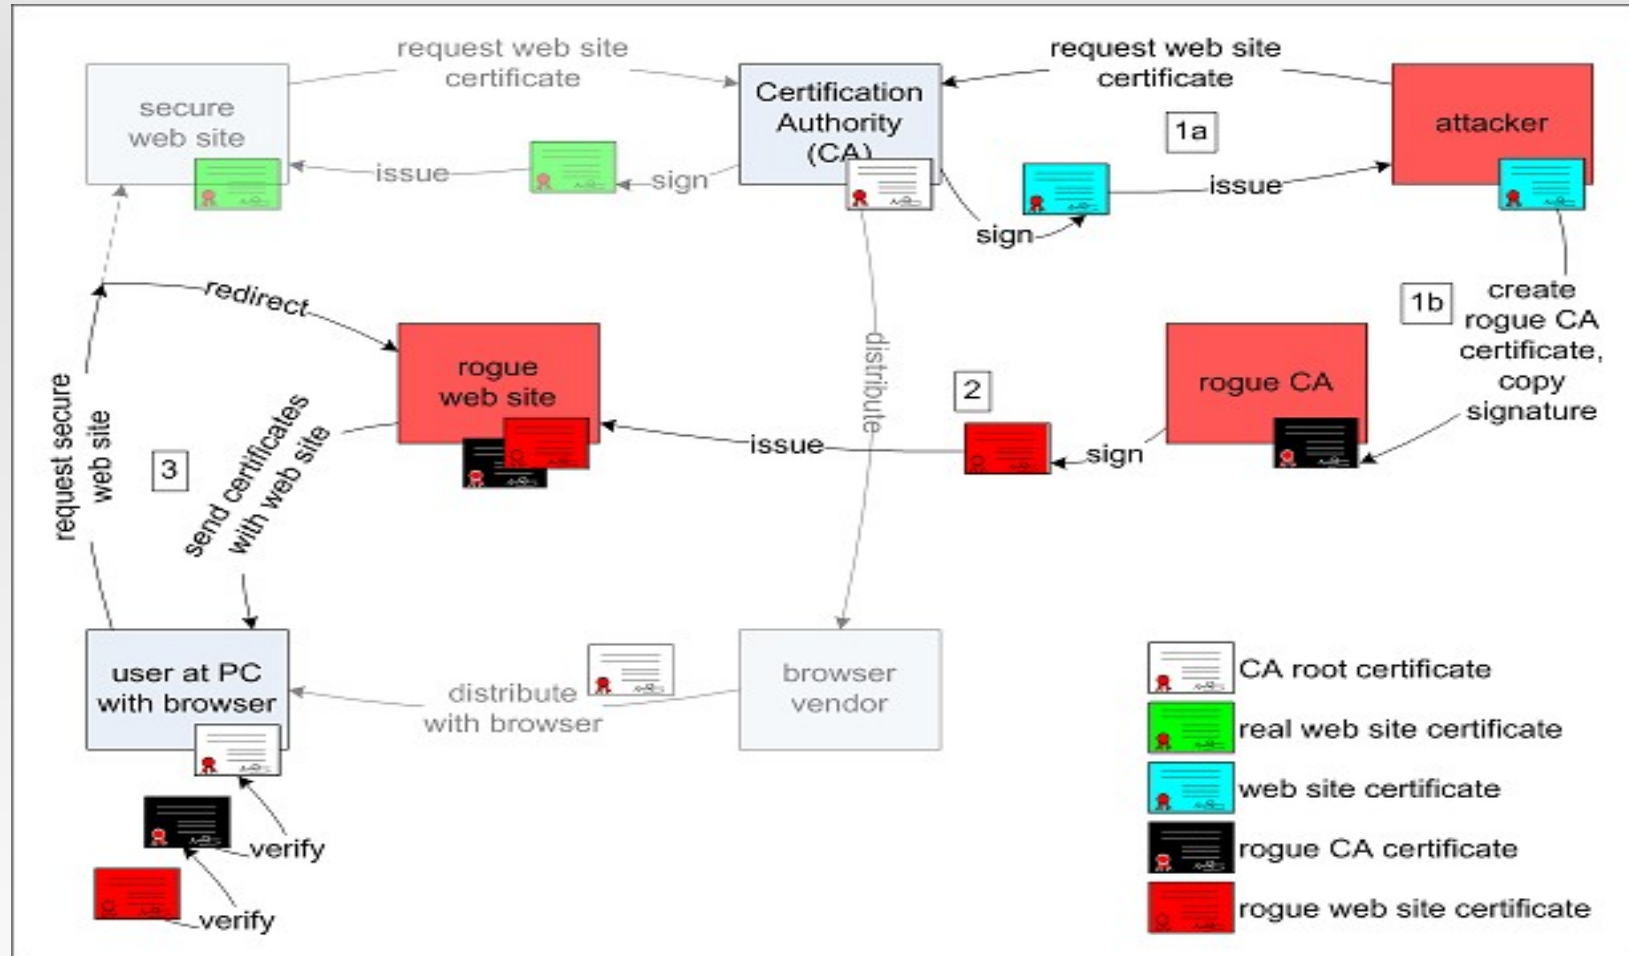 request web site
certificate
request web site
certificate
secure
web site
Certification
Authority
(CA)
1a
attacker
issue
sign
issue
sign
redirect
1b
create
rogue CA
certificate,
copy
signature
rogue
web site
distribute
2
rogue CA
issue
sign
request secure
web site
3
send certificates
with web site
user at PC
with browser
distribute
with browser
browser
vendor
CA root certificate
real web site certificate
web site certificate
rogue CA certificate
rogue web site certificate
verify
verify